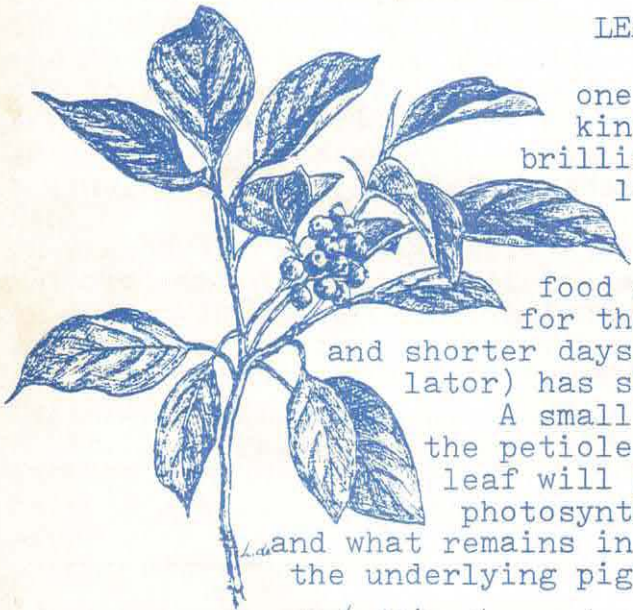 LEA
one
kin
brilli
l
food
for th
and shorter days
lator) has s
A small
the petiole
leaf will
photosynt
and what remains in
the underlying pig